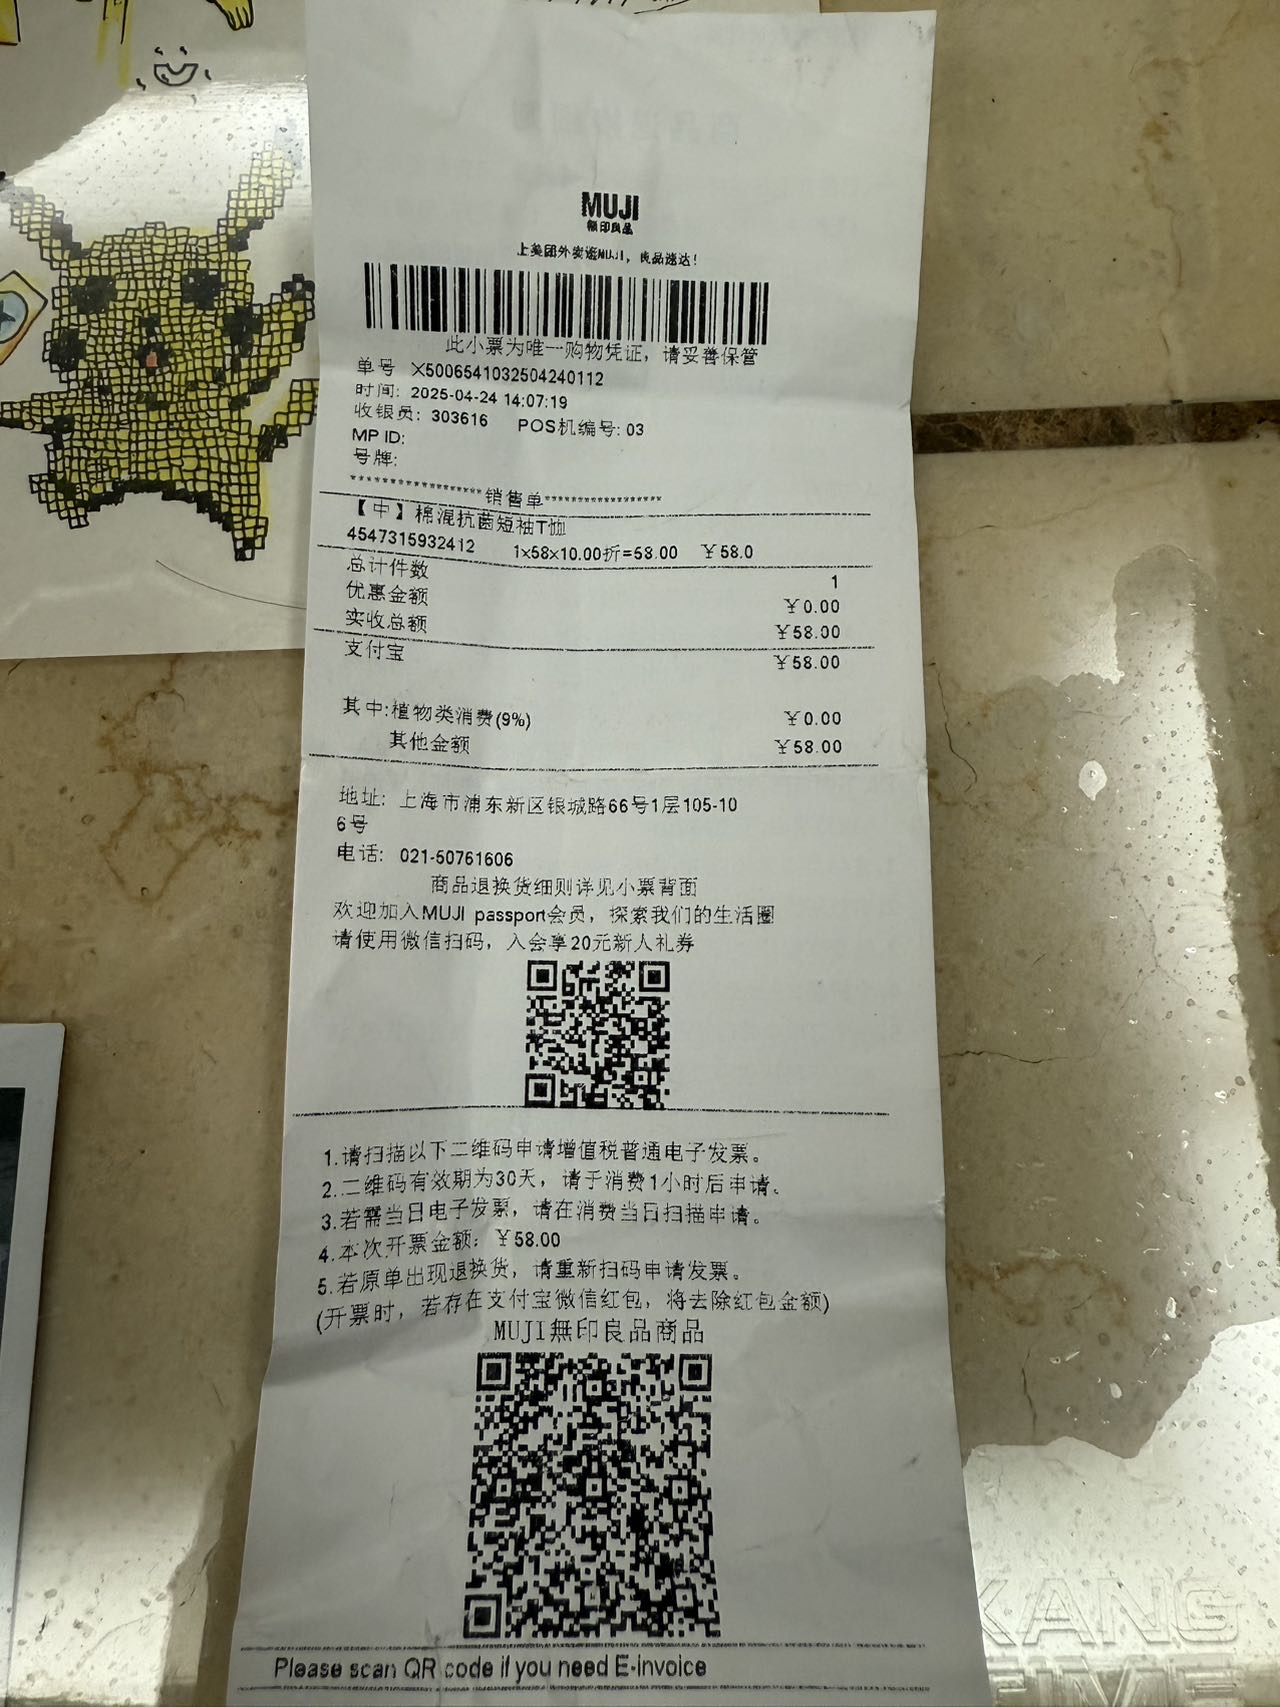 MUJI
無印良品
上美团外卖逛MUJI，良品速达！
此小票为唯一购物凭证，请妥善保管
单号 X5006541032504240112
时间: 2025-04-24 14:07:19
收银员: 303616 POS机编号: 03
MP ID:
号牌:
******************销售单******************
【中】棉混抗菌短袖T恤
4547315932412 1x58x10.00折=58.00 ￥58.0
总计件数 1
优惠金额 ￥0.00
实收总额 ￥58.00
支付宝 ￥58.00
其中:植物类消费(9%) ￥0.00
其他金额 ￥58.00
地址: 上海市浦东新区银城路66号1层105-10
6号
电话: 021-50761606
商品退换货细则详见小票背面
欢迎加入MUJI passport会员，探索我们的生活圈
请使用微信扫码，入会享20元新人礼券
1.请扫描以下二维码申请增值税普通电子发票。
2.二维码有效期为30天，请于消费1小时后申请。
3.若需当日电子发票，请在消费当日扫描申请。
4.本次开票金额: ￥58.00
5.若原单出现退换货，请重新扫码申请发票。
(开票时，若存在支付宝微信红包，将去除红包金额)
MUJI無印良品商品
Please scan QR code if you need E-invoice
KANG
TIME